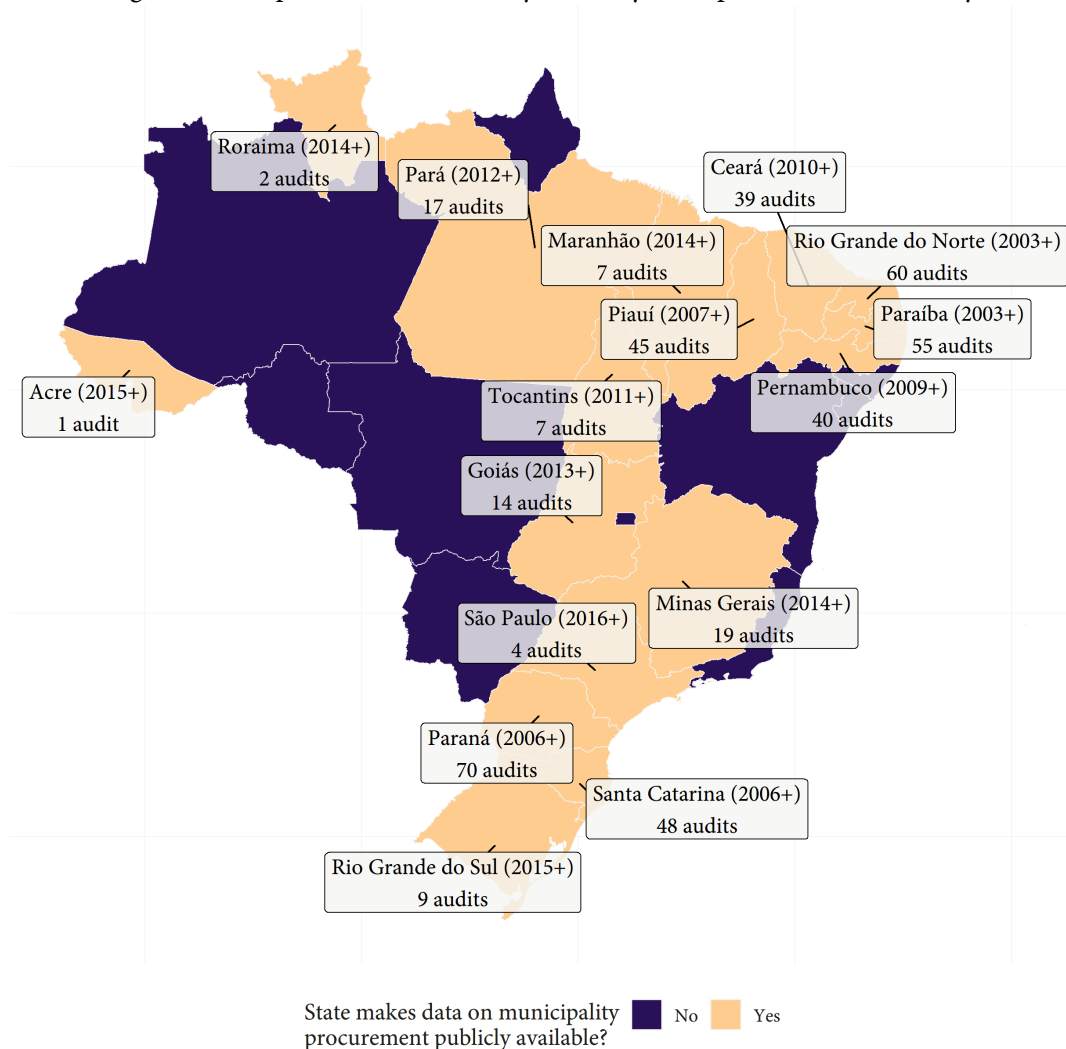 Roraima (2014+)
2 audits
Pará (2012+)
17 audits
Ceará (2010+)
39 audits
Maranhão (2014+)
7 audits
Rio Grande do Norte (2003+)
60 audits
Piauí (2007+)
45 audits
Paraíba (2003+)
55 audits
Acre (2015+)
1 audit
Tocantins (2011+)
7 audits
Pernambuco (2009+)
40 audits
Goiás (2013+)
14 audits
Minas Gerais (2014+)
19 audits
São Paulo (2016+)
4 audits
Paraná (2006+)
70 audits
Santa Catarina (2006+)
48 audits
Rio Grande do Sul (2015+)
9 audits
State makes data on municipality
procurement publicly available?
No
Yes